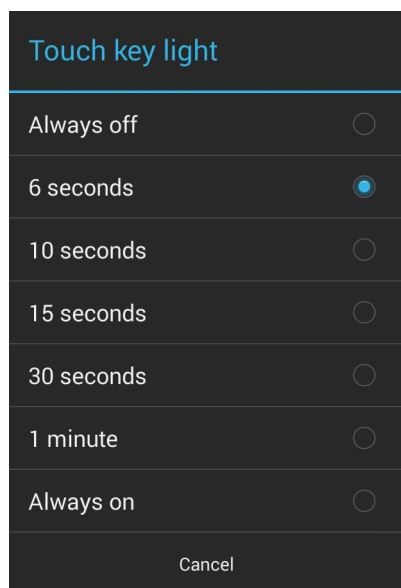 Touch key light
Always off
6 seconds
10 seconds
15 seconds
30 seconds
1 minute
Always on
Cancel